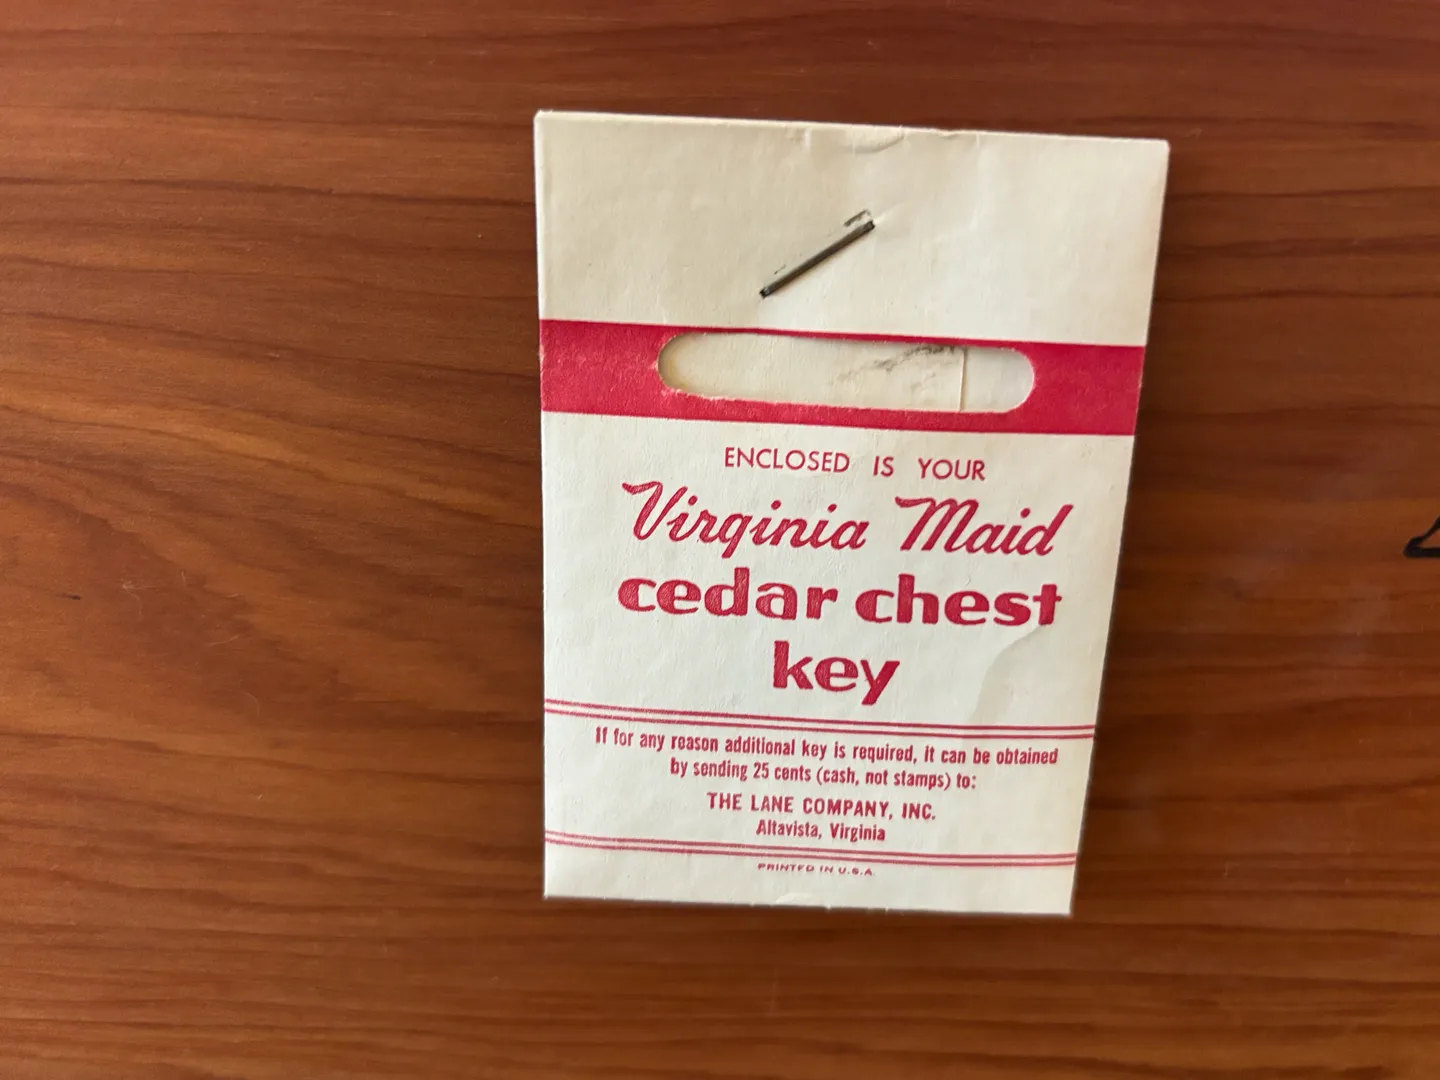 ENCLOSED IS YOUR
Virginia Maid
cedar chest
key
If for any reason additional key is required, it can be obtained
by sending 25 cents (cash, not stamps) to:
THE LANE COMPANY, INC.
Altavista, Virginia
PRINTED IN U.S.A.